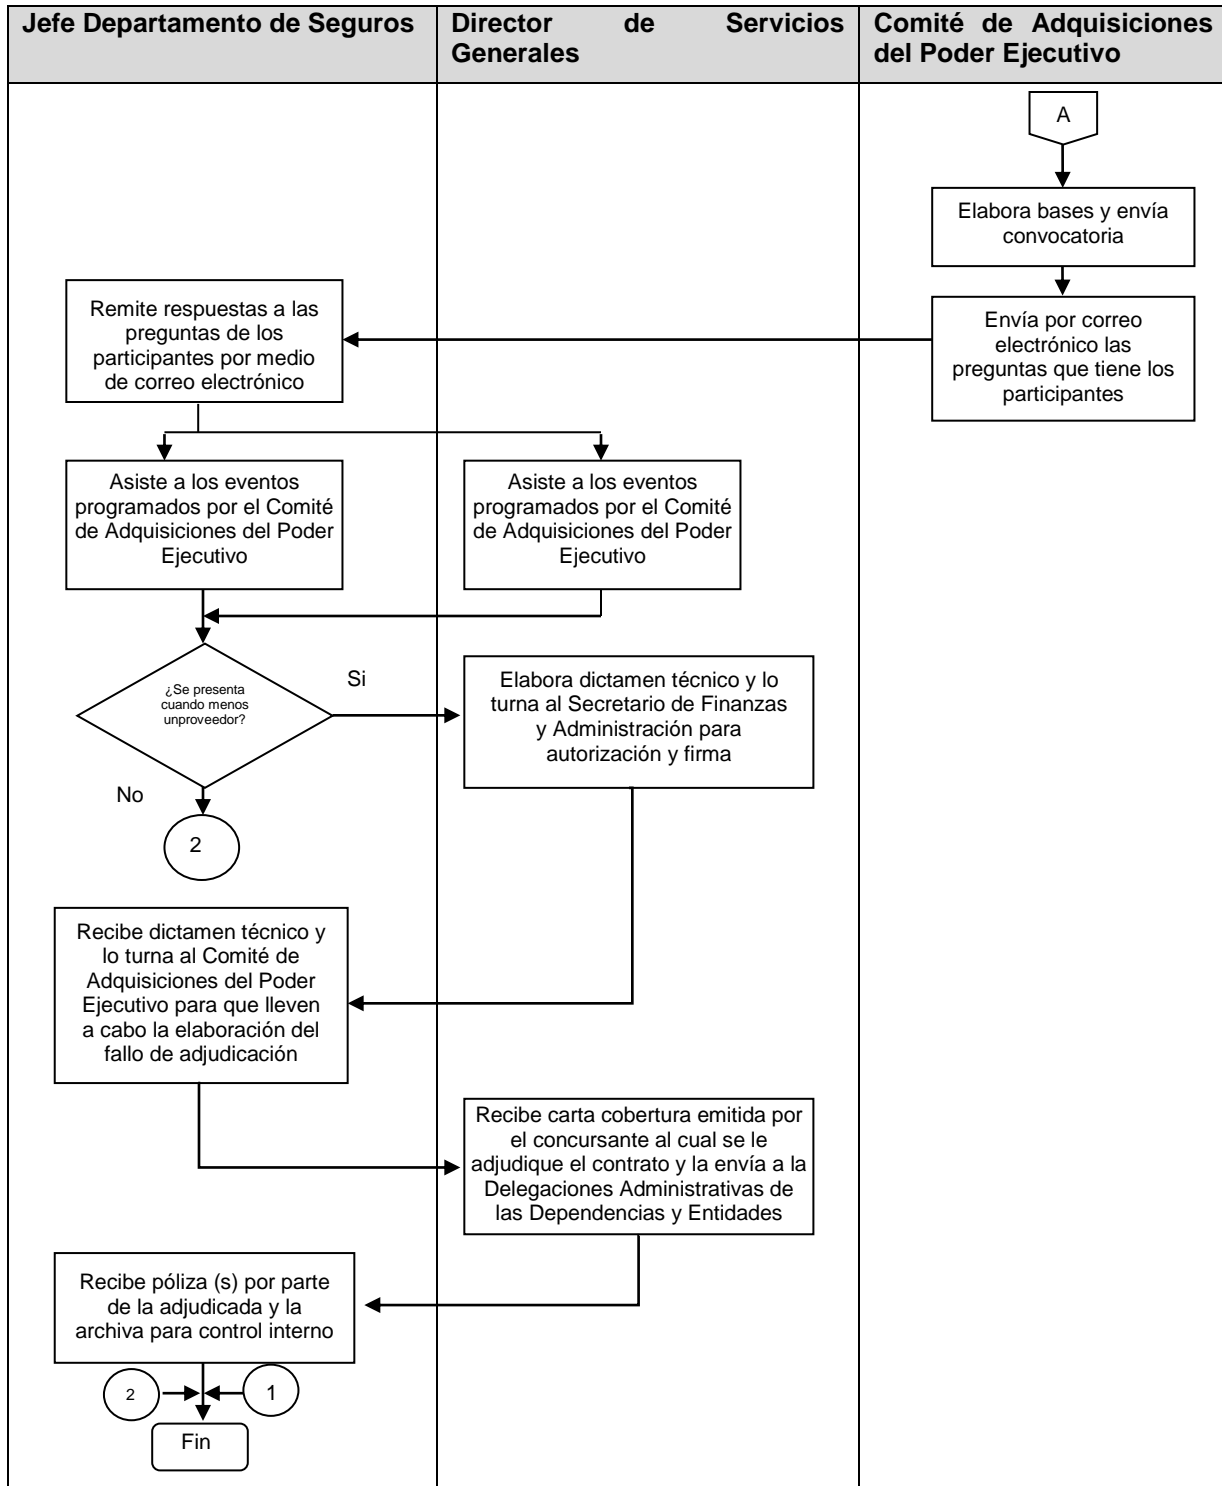 Jefe Departamento de Seguros
Director de Servicios
Generales
Comité de Adquisiciones
del Poder Ejecutivo
A
Elabora bases y envía
convocatoria
Envía por correo
electrónico las
preguntas que tiene los
participantes
Remite respuestas a las
preguntas de los
participantes por medio
de correo electrónico
Asiste a los eventos
programados por el Comité
de Adquisiciones del Poder
Ejecutivo
Asiste a los eventos
programados por el Comité
de Adquisiciones del Poder
Ejecutivo
¿Se presenta
cuando menos
unproveedor?
Si
Elabora dictamen técnico y lo
turna al Secretario de Finanzas
y Administración para
autorización y firma
No
2
Recibe dictamen técnico y
lo turna al Comité de
Adquisiciones del Poder
Ejecutivo para que lleven
a cabo la elaboración del
fallo de adjudicación
Recibe carta cobertura emitida por
el concursante al cual se le
adjudique el contrato y la envía a la
Delegaciones Administrativas de
las Dependencias y Entidades
Recibe póliza (s) por parte
de la adjudicada y la
archiva para control interno
2
1
Fin